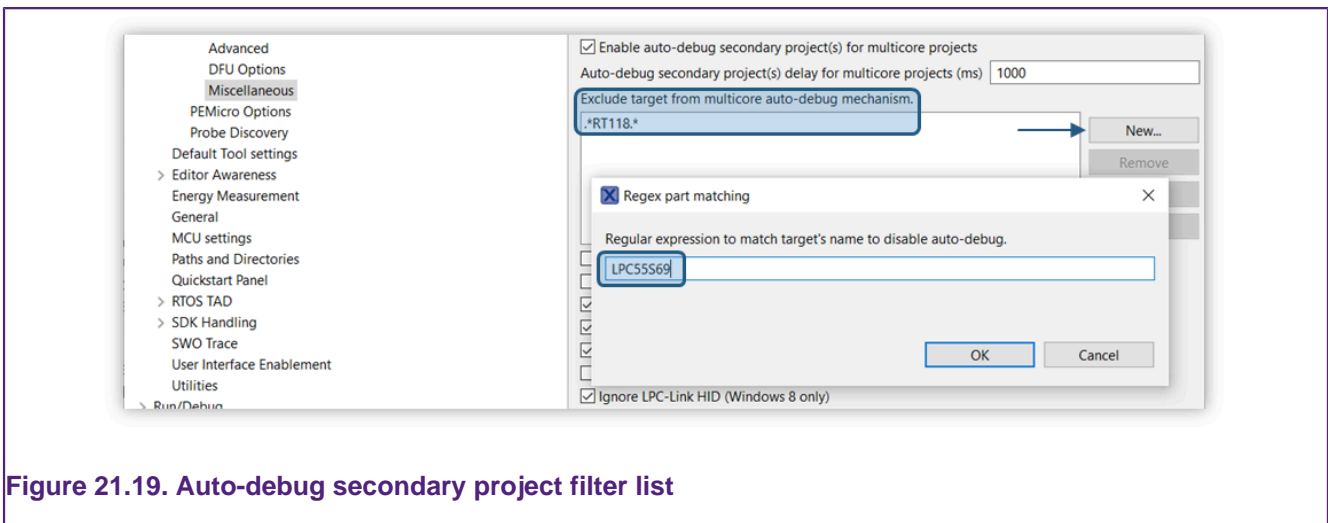 Advanced
DFU Options
Miscellaneous
PEMicro Options
Probe Discovery
Default Tool settings
> Editor Awareness
Energy Measurement
General
MCU settings
Paths and Directories
Quickstart Panel
> RTOS TAD
> SDK Handling
SWO Trace
User Interface Enablement
Utilities
> Run/Debug
Enable auto-debug secondary project(s) for multicore projects
Auto-debug secondary project(s) delay for multicore projects (ms) 1000
Exclude target from multicore auto-debug mechanism.
.*RT118.*
New...
Remove
Regex part matching
Regular expression to match target's name to disable auto-debug.
LPC55S69
OK Cancel
Ignore LPC-Link HID (Windows 8 only)
Figure 21.19. Auto-debug secondary project filter list